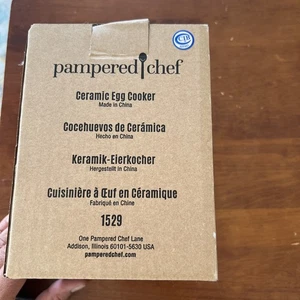 pampered chef
Ceramic Egg Cooker
Made in China
Cocehuevos de Cerámica
Hecho en China
Keramik-Eierkocher
Hergestellt in China
Cuisinière à Œuf en Céramique
Fabriqué en Chine
1529
One Pampered Chef Lane
Addison, Illinois 60101-5630 USA
pamperedchef.com